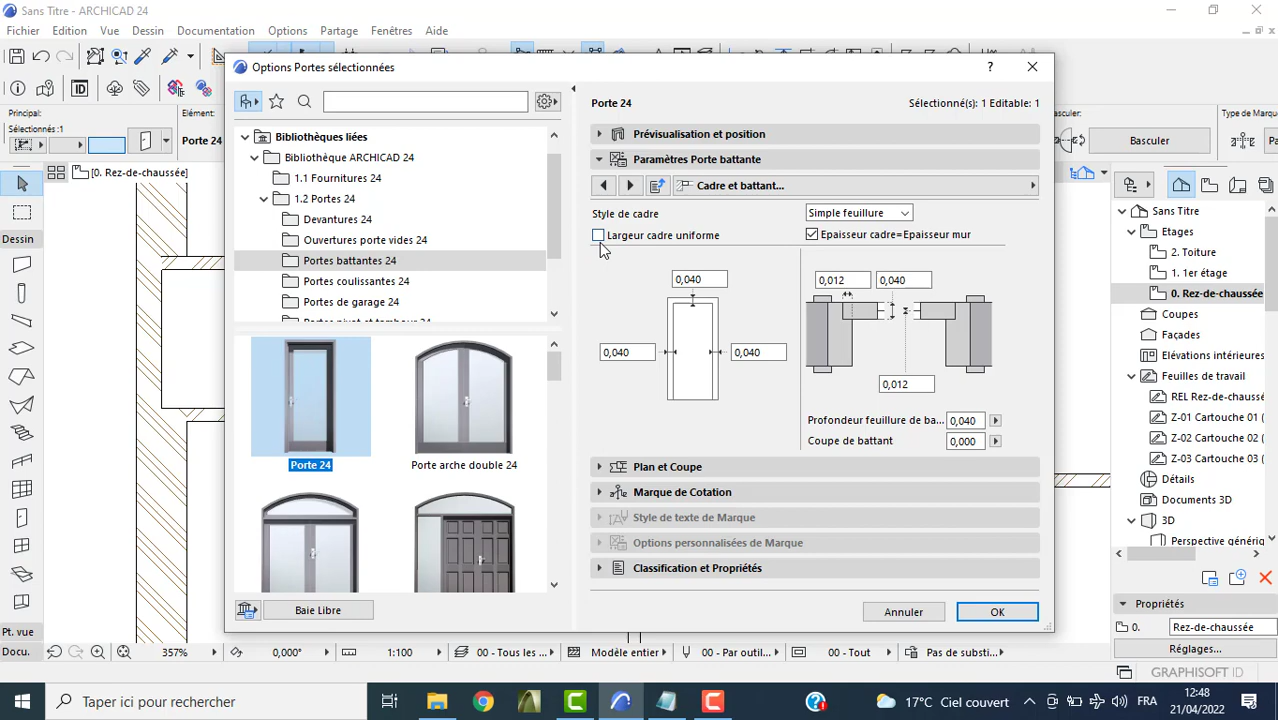 Sans Titre - ARCHICAD 24
Fichier Edition Vue Dessin Documentation Options Partage Fenêtres Aide
Options Portes sélectionnées
?
Principal:
Sélectionnés :1
Elément:
Porte 24
[0. Rez-de-chaussée]
Dessin
Pt. vue
Docu.
Bibliothèques liées
Bibliothèque ARCHICAD 24
1.1 Fournitures 24
1.2 Portes 24
Devantures 24
Ouvertures porte vides 24
Portes battantes 24
Portes coulissantes 24
Portes de garage 24
Porte 24
Porte arche double 24
Baie Libre
Porte 24
Sélectionné(s): 1 Editable: 1
Prévisualisation et position
Paramètres Porte battante
Cadre et battant...
Style de cadre
Simple feuillure
Largeur cadre uniforme
Epaisseur cadre=Epaisseur mur
0,040
0,012
0,040
0,040
0,040
0,012
Profondeur feuillure de ba...
0,040
Coupe de battant
0,000
Plan et Coupe
Marque de Cotation
Style de texte de Marque
Options personnalisées de Marque
Classification et Propriétés
Annuler
OK
Type de Marque
Basculer
Pa
Sans Titre
Etages
2. Toiture
1. 1er étage
0. Rez-de-chaussée
Coupes
Façades
Elévations intérieures
Feuilles de travail
REL Rez-de-chaussé
Z-01 Cartouche 01
Z-02 Cartouche 02
Z-03 Cartouche 03
Détails
Documents 3D
3D
Perspective génériq
Propriétés
0.
Rez-de-chaussée
Réglages...
357%
0,000°
1:100
00 - Tous les ...
Modèle entier
00 - Par outil...
00 - Tout
Pas de substi...
GRAPHISOFT ID
Taper ici pour rechercher
17°C Ciel couvert
FRA
12:48
21/04/2022